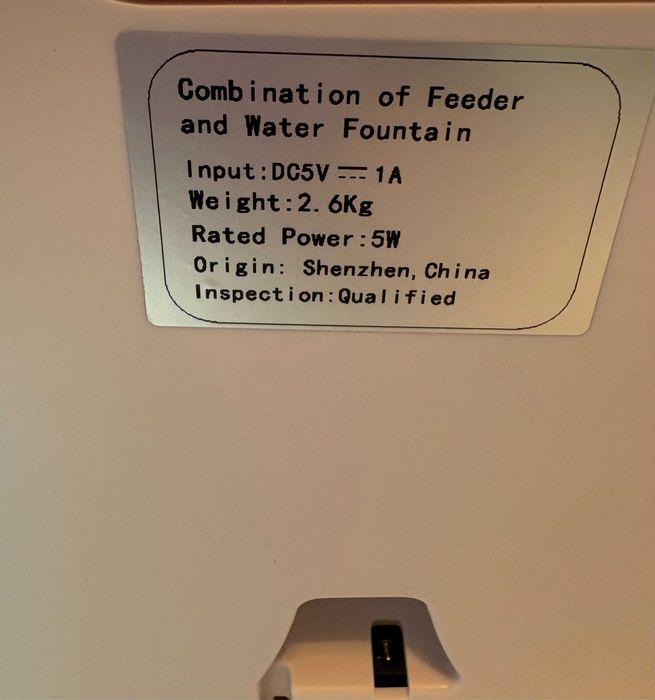 Combination of Feeder
and Water Fountain
Input:DC5V ⎓ 1A
Weight:2.6Kg
Rated Power:5W
Origin: Shenzhen,China
Inspection:Qualified